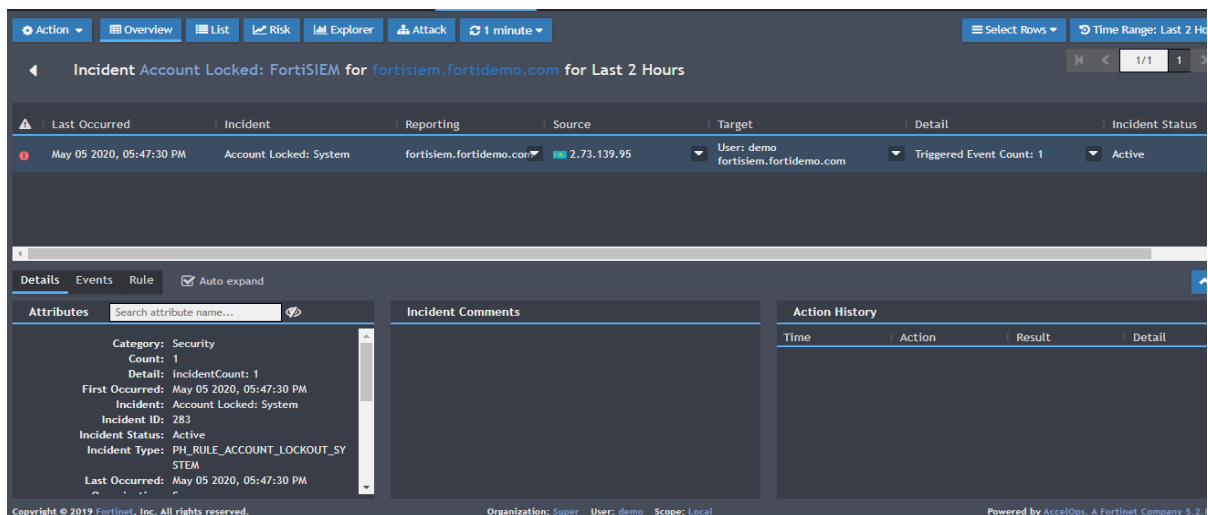 Action Overview List Risk Explorer Attack 1 minute Select Rows Time Range: Last 2 Ho
Incident Account Locked: FortiSIEM for fortisiem.fortidemo.com for Last 2 Hours 1/1 1
Last Occurred Incident Reporting Source Target Detail Incident Status
May 05 2020, 05:47:30 PM Account Locked: System fortisiem.fortidemo.com 2.73.139.95 User: demo Triggered Event Count: 1 Active
fortisiem.fortidemo.com
Details Events Rule Auto expand
Attributes Search attribute name... Incident Comments Action History
Time Action Result Detail
Category: Security
Count: 1
Detail: incidentCount: 1
First Occurred: May 05 2020, 05:47:30 PM
Incident: Account Locked: System
Incident ID: 283
Incident Status: Active
Incident Type: PH_RULE_ACCOUNT_LOCKOUT_SY
STEM
Last Occurred: May 05 2020, 05:47:30 PM
Copyright © 2019 Fortinet, Inc. All rights reserved. Organization: Super User: demo Scope: Local Powered by AccelOps, A Fortinet Company 5.2.